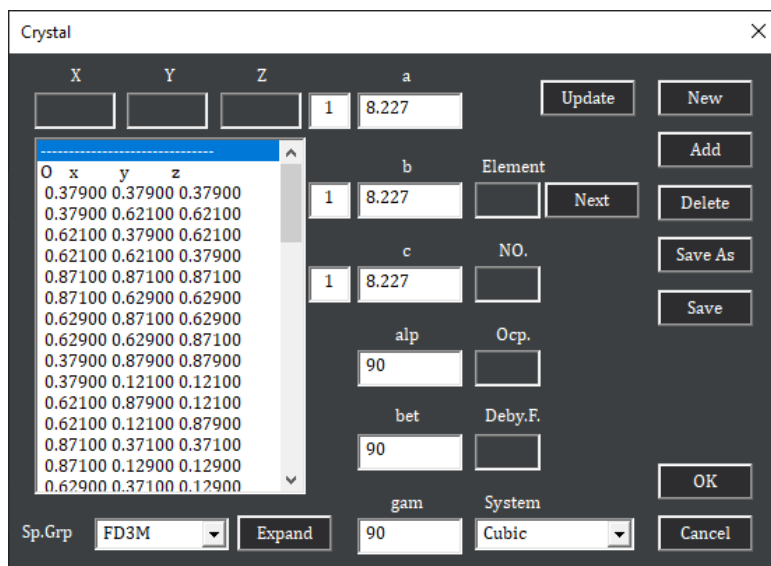 Crystal
X Y Z a
1 8.227 Update New
------------------------------
O x y z
0.37900 0.37900 0.37900
0.37900 0.62100 0.62100
0.62100 0.37900 0.62100
0.62100 0.62100 0.37900
0.87100 0.87100 0.87100
0.87100 0.62900 0.62900
0.62900 0.87100 0.62900
0.62900 0.62900 0.87100
0.37900 0.87900 0.87900
0.37900 0.12100 0.12100
0.62100 0.87900 0.12100
0.62100 0.12100 0.87900
0.87100 0.37100 0.37100
0.87100 0.12900 0.12900
0.62900 0.37100 0.12900
Add
b Element
1 8.227 Next Delete
c NO. Save As
1 8.227
Save
alp Ocp.
90
bet Deby.F.
90
OK
gam System
Sp.Grp FD3M Expand 90 Cubic Cancel